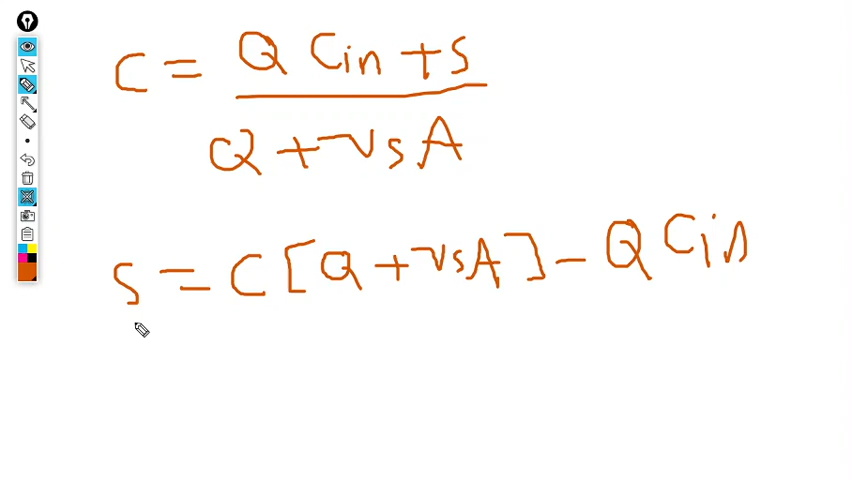 C = Q Cin + S
Q + vs A
S = C [Q + vs A] - Q Cin